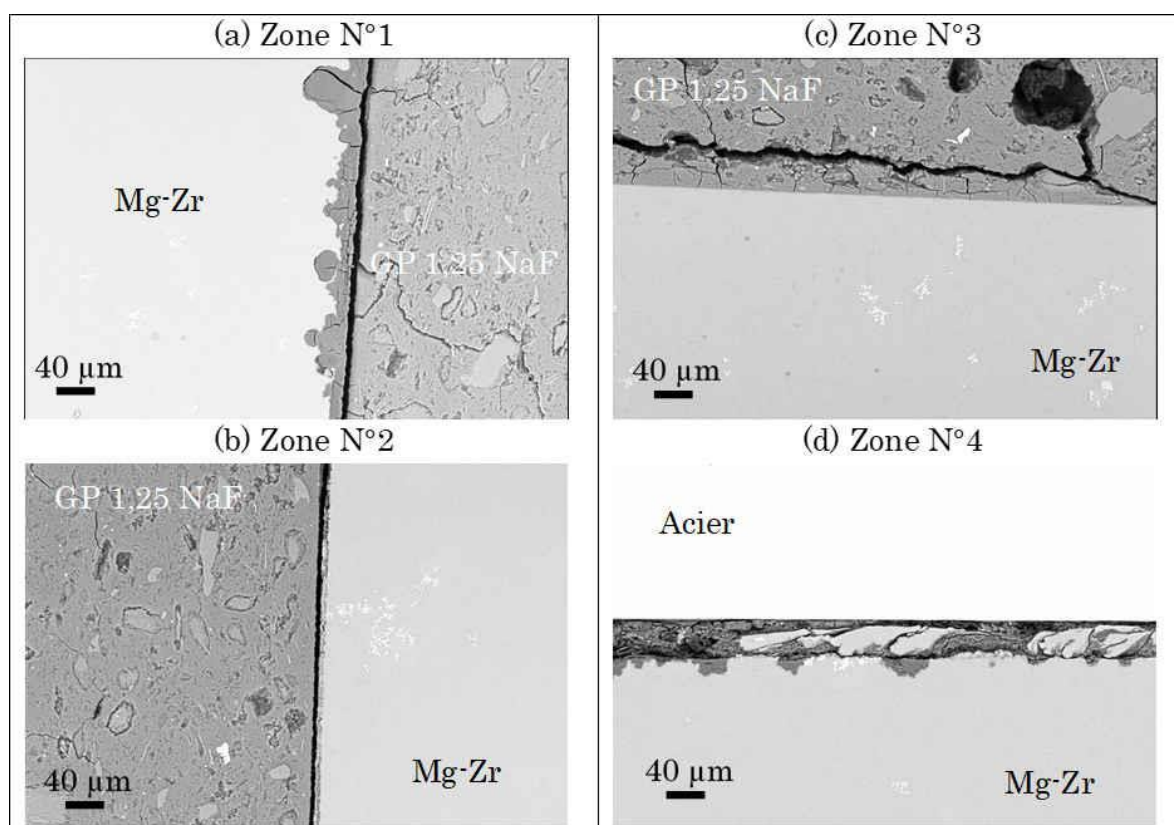 (a) Zone N°1
Mg-Zr
GP 1,25 NaF
40 µm
(b) Zone N°2
GP 1,25 NaF
40 µm
Mg-Zr
(c) Zone N°3
GP 1,25 NaF
40 µm
Mg-Zr
(d) Zone N°4
Acier
40 µm
Mg-Zr